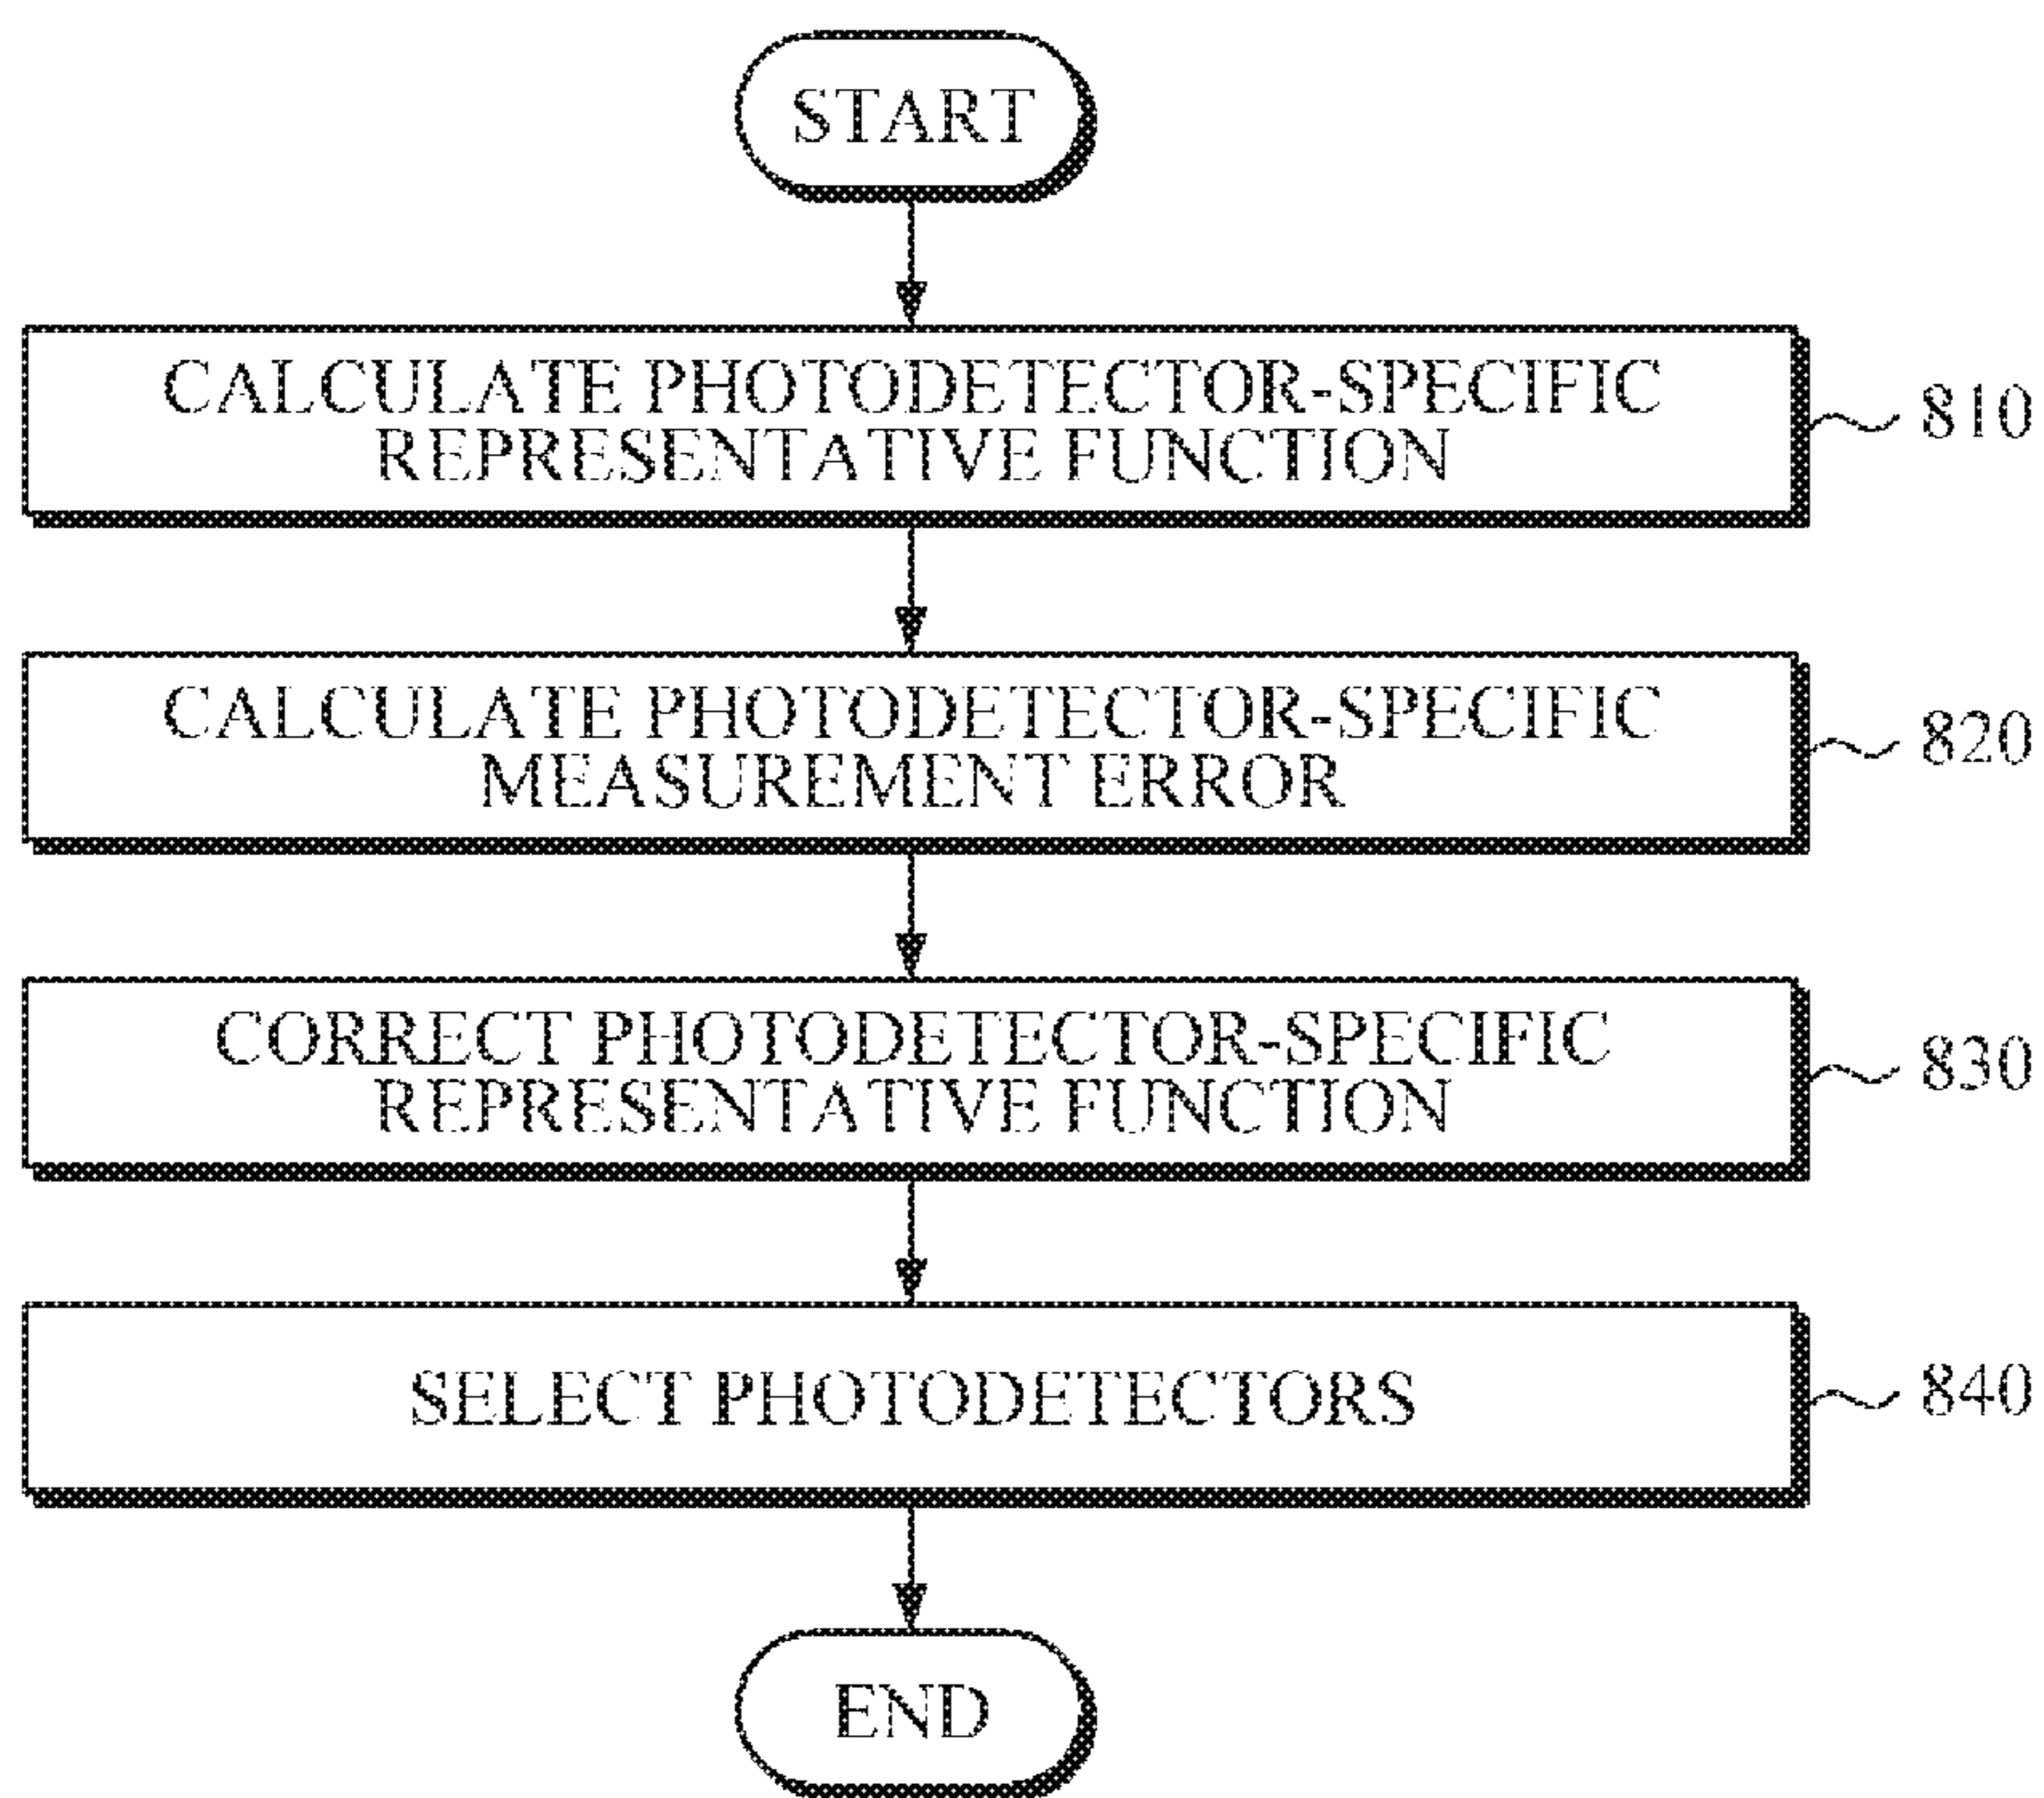 START
CALCULATE PHOTODETECTOR-SPECIFIC
REPRESENTATIVE FUNCTION
810
CALCULATE PHOTODETECTOR-SPECIFIC
MEASUREMENT ERROR
820
CORRECT PHOTODETECTOR-SPECIFIC
REPRESENTATIVE FUNCTION
830
SELECT PHOTODETECTORS
840
END